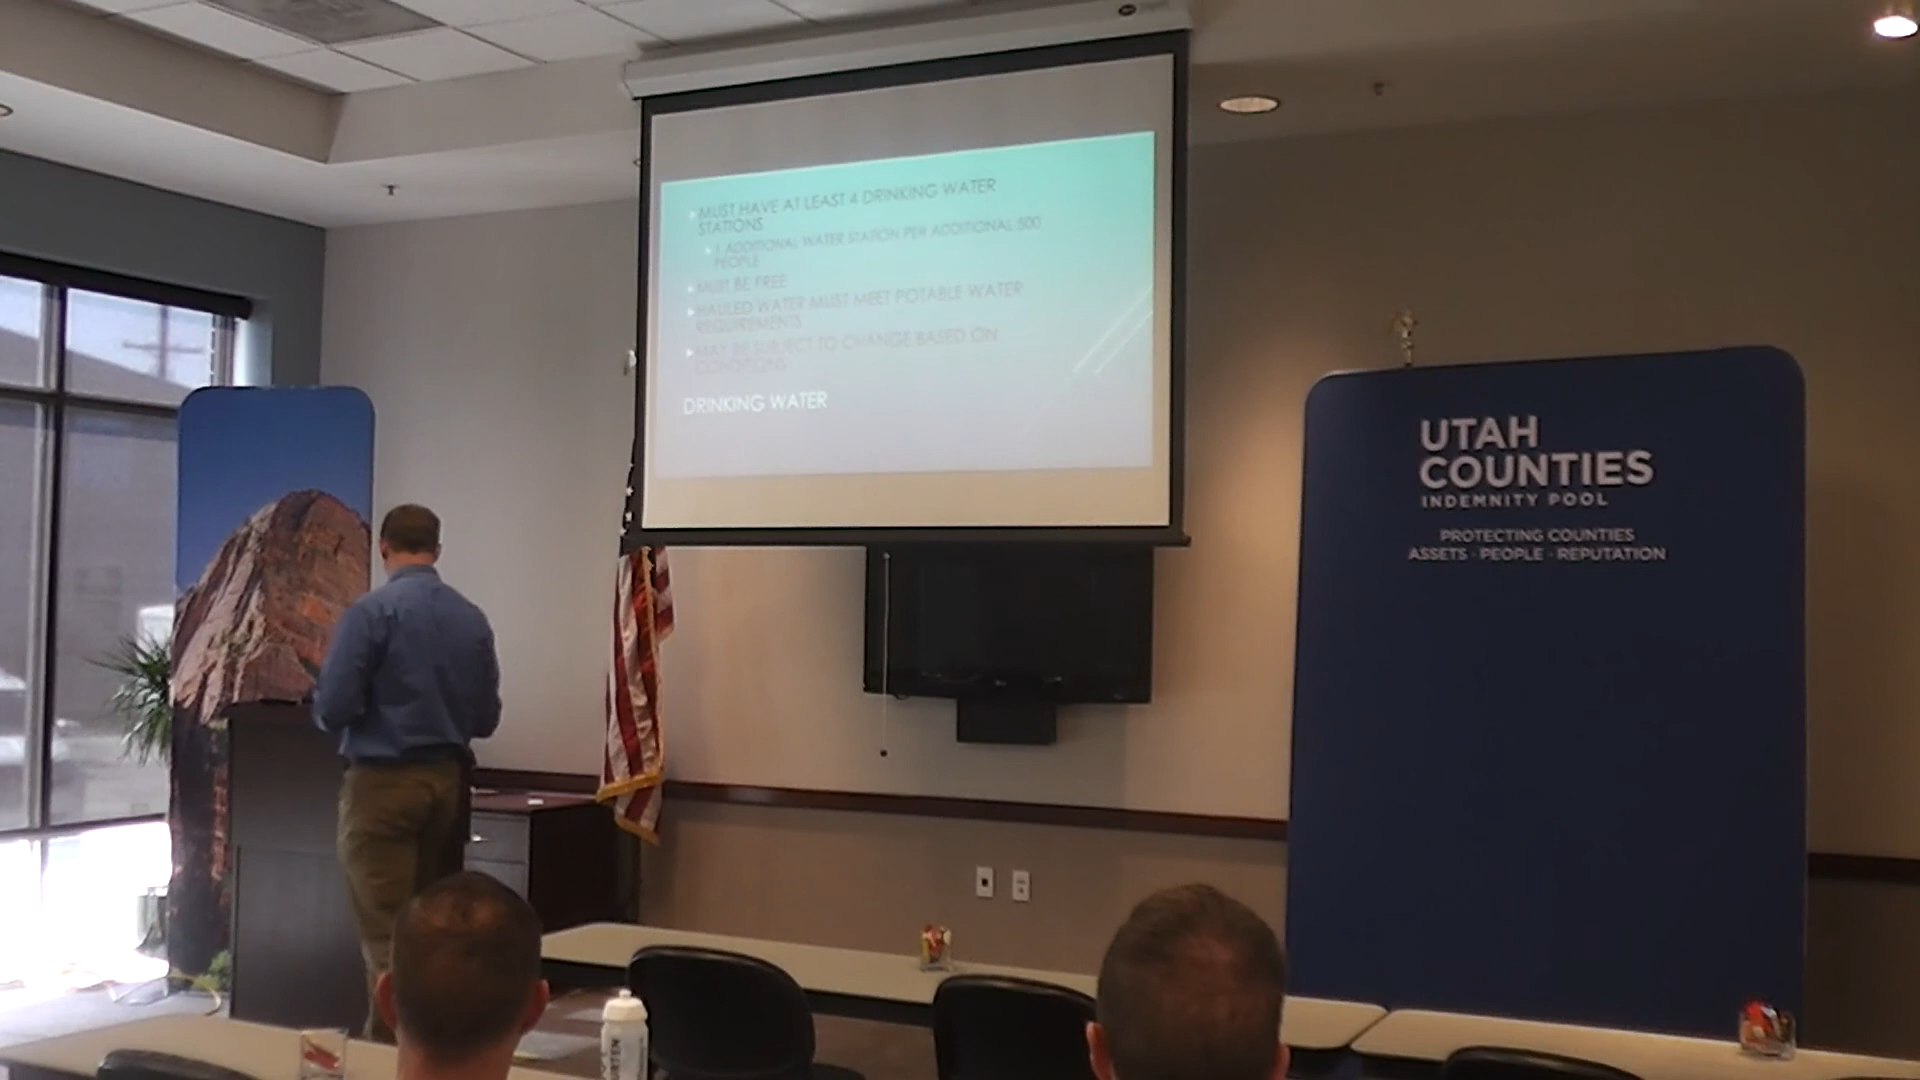 MUST HAVE AT LEAST 4 DRINKING WATER
STATIONS
1 ADDITIONAL WATER STATION PER ADDITIONAL 500
PEOPLE
MUST BE FREE
HAULED WATER MUST MEET POTABLE WATER
REQUIREMENTS
MAY BE SUBJECT TO CHANGE BASED ON
CONDITIONS
DRINKING WATER
UTAH
COUNTIES
INDEMNITY POOL
PROTECTING COUNTIES
ASSETS · PEOPLE · REPUTATION